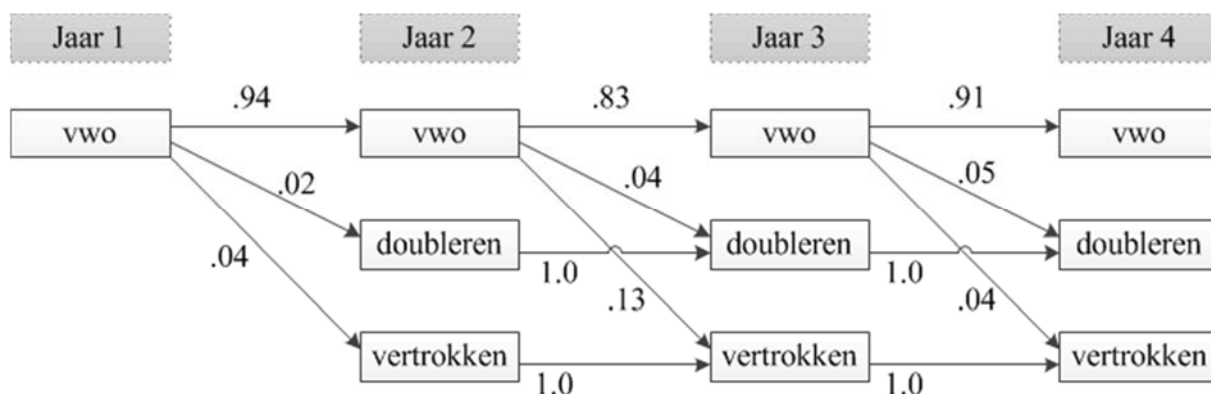 Jaar 1 Jaar 2 Jaar 3 Jaar 4
.94 .83 .91
vwo vwo vwo vwo
.02 .04 .05
doubleren doubleren doubleren
.04 1.0 1.0
.13 .04
vertrokken vertrokken vertrokken
1.0 1.0